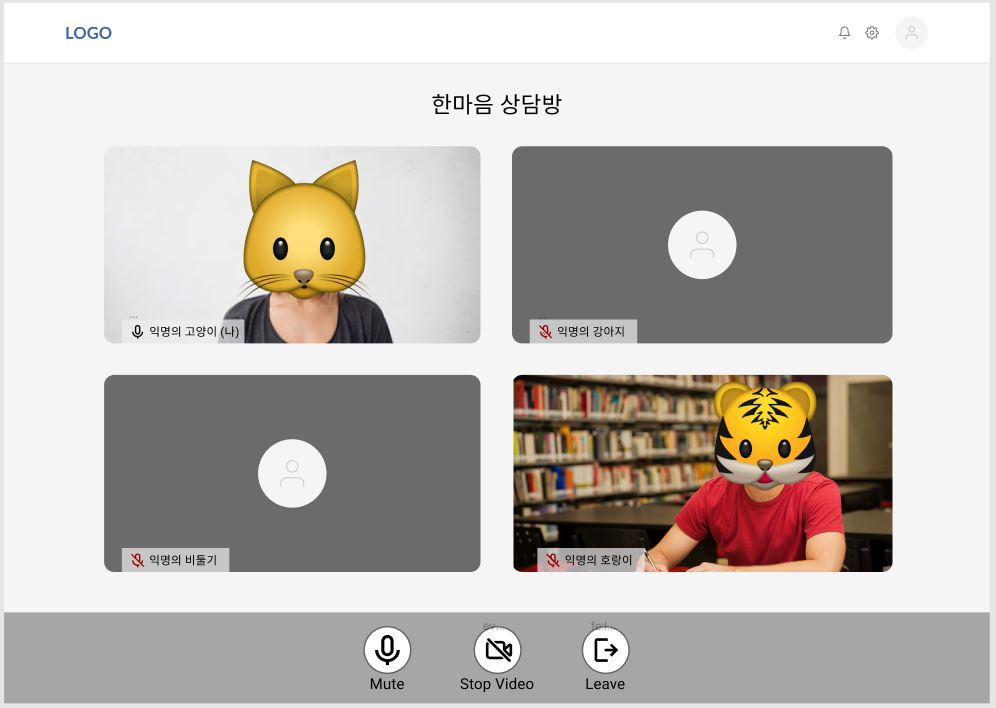 LOGO
한마음 상담방
익명의 고양이 (나)
익명의 강아지
익명의 비둘기
익명의 호랑이
Mute
Stop Video
Leave